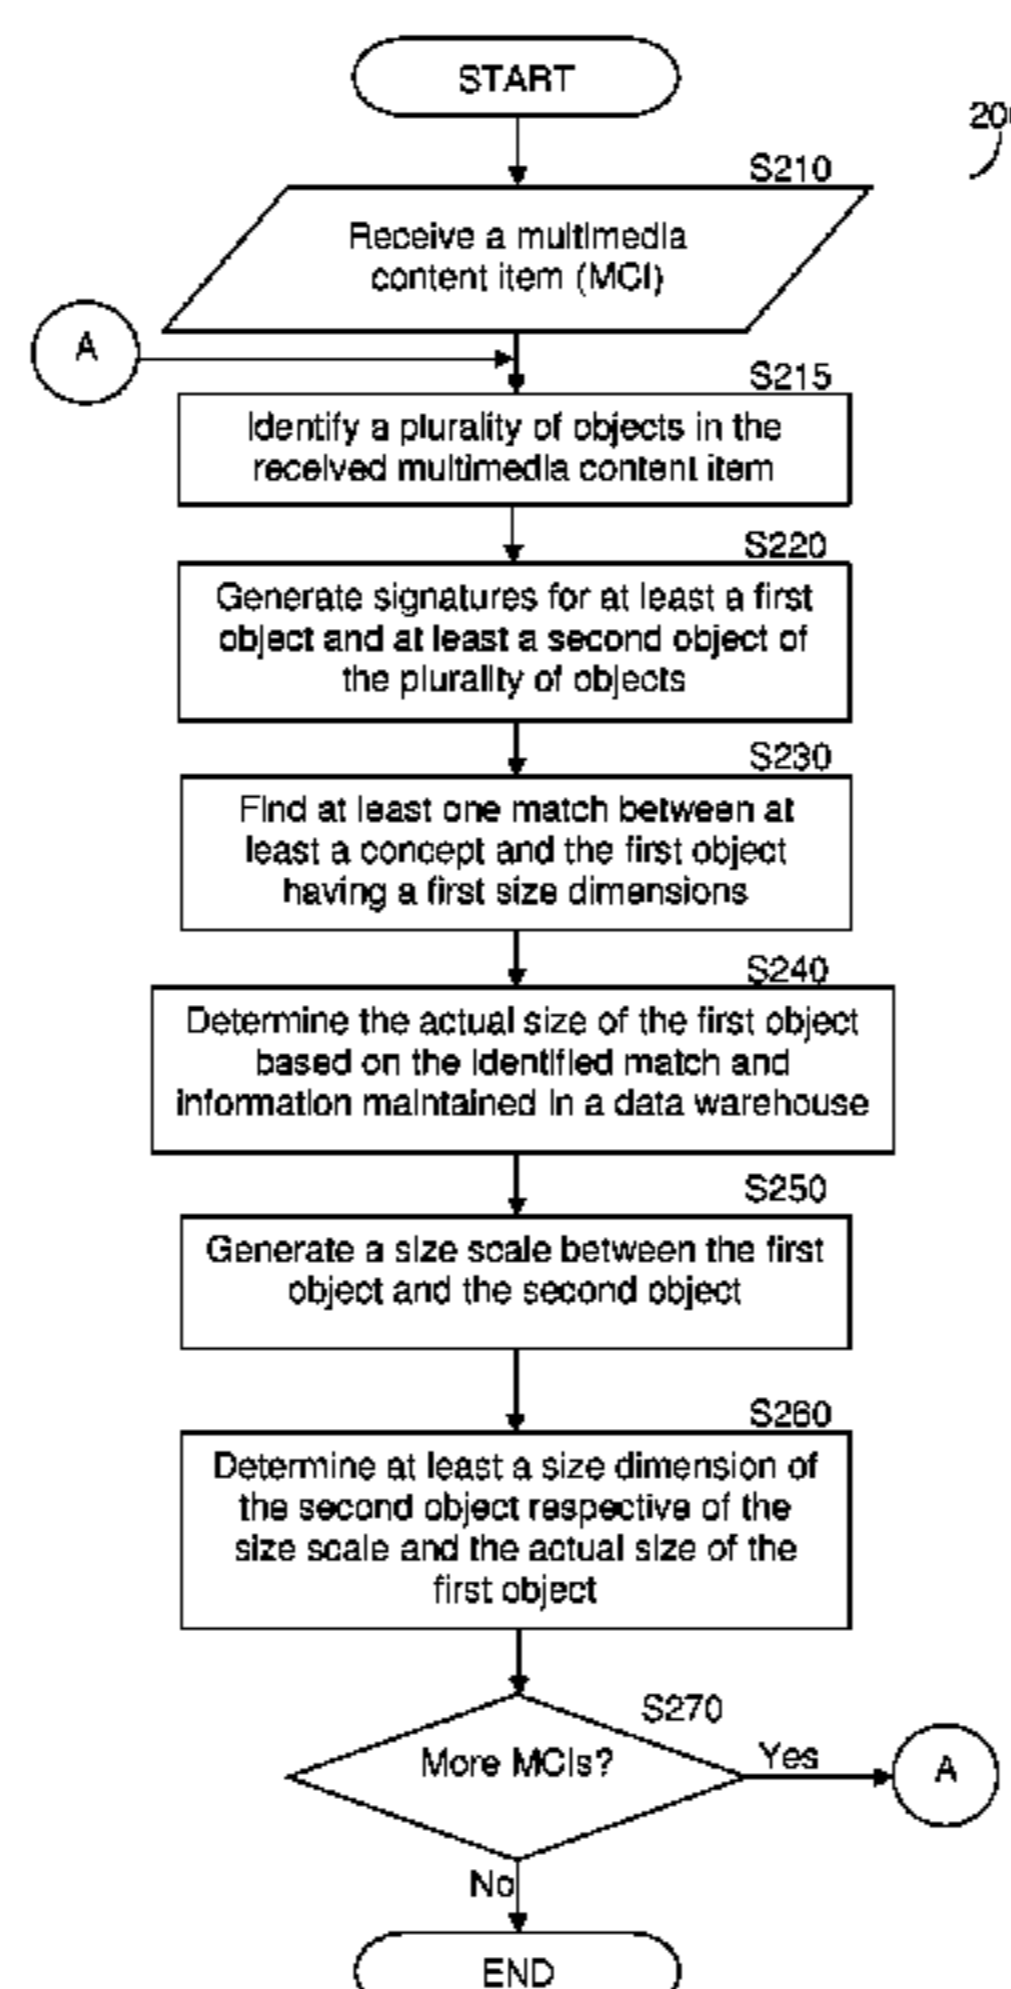 START
200
S210
Receive a multimedia
content item (MCI)
A
S215
Identify a plurality of objects in the
received multimedia content item
S220
Generate signatures for at least a first
object and at least a second object of
the plurality of objects
S230
Find at least one match between at
least a concept and the first object
having a first size dimensions
S240
Determine the actual size of the first object
based on the identified match and
information maintained in a data warehouse
S250
Generate a size scale between the first
object and the second object
S260
Determine at least a size dimension of
the second object respective of the
size scale and the actual size of the
first object
S270
More MCIs?
Yes
A
No
END